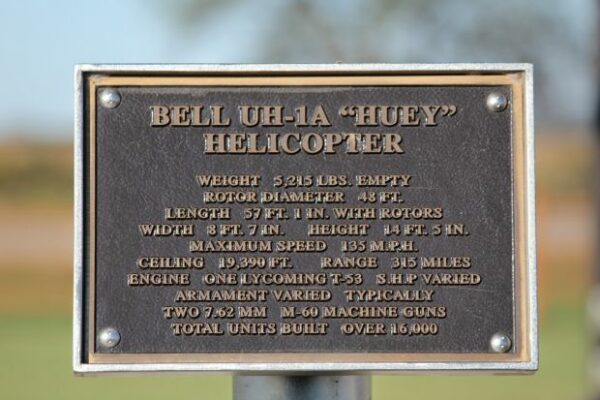 BELL UH-1A “HUEY”
HELICOPTER
WEIGHT 5,215 LBS. EMPTY
ROTOR DIAMETER 48 FT.
LENGTH 57 FT. 1 IN. WITH ROTORS
WIDTH 8 FT. 7 IN. HEIGHT 14 FT. 5 IN.
MAXIMUM SPEED 135 M.P.H.
CEILING 19,390 FT. RANGE 315 MILES
ENGINE ONE LYCOMING T-53 S.H.P VARIED
ARMAMENT VARIED TYPICALLY
TWO 7.62 MM M-60 MACHINE GUNS
TOTAL UNITS BUILT OVER 16,000